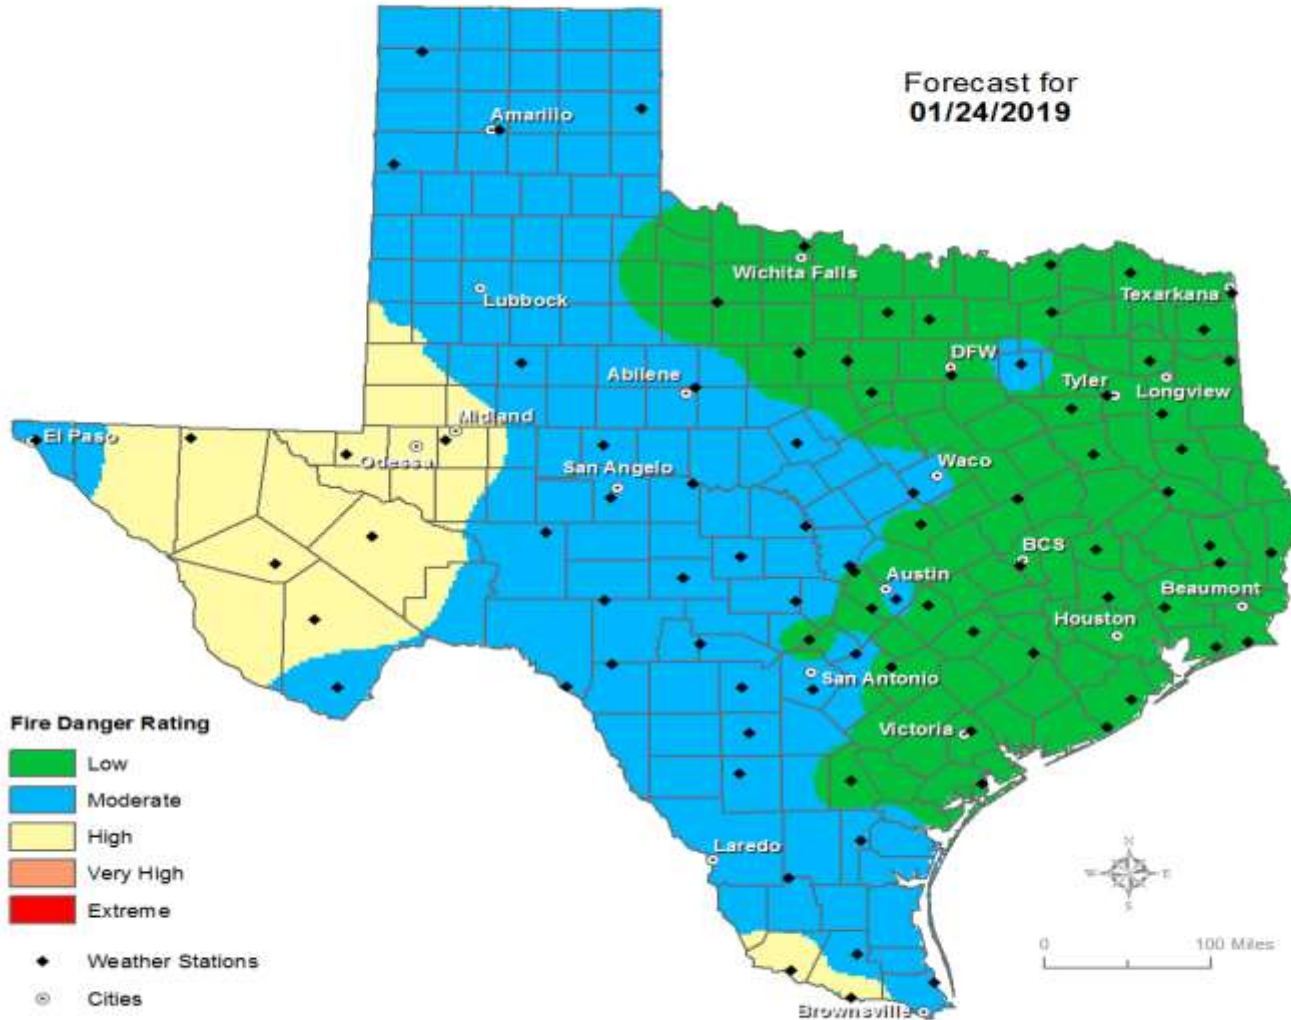 Forecast for
01/24/2019
Amarillo
Wichita Falls
Lubbock
Texarkana
DFW
Abilene
Tyler
Longview
Midland
El Paso
Odessa
San Angelo
Waco
BCS
Austin
Beaumont
Houston
San Antonio
Victoria
Laredo
Brownsville
Fire Danger Rating
Low
Moderate
High
Very High
Extreme
Weather Stations
Cities
N
W E
S
0 100 Miles